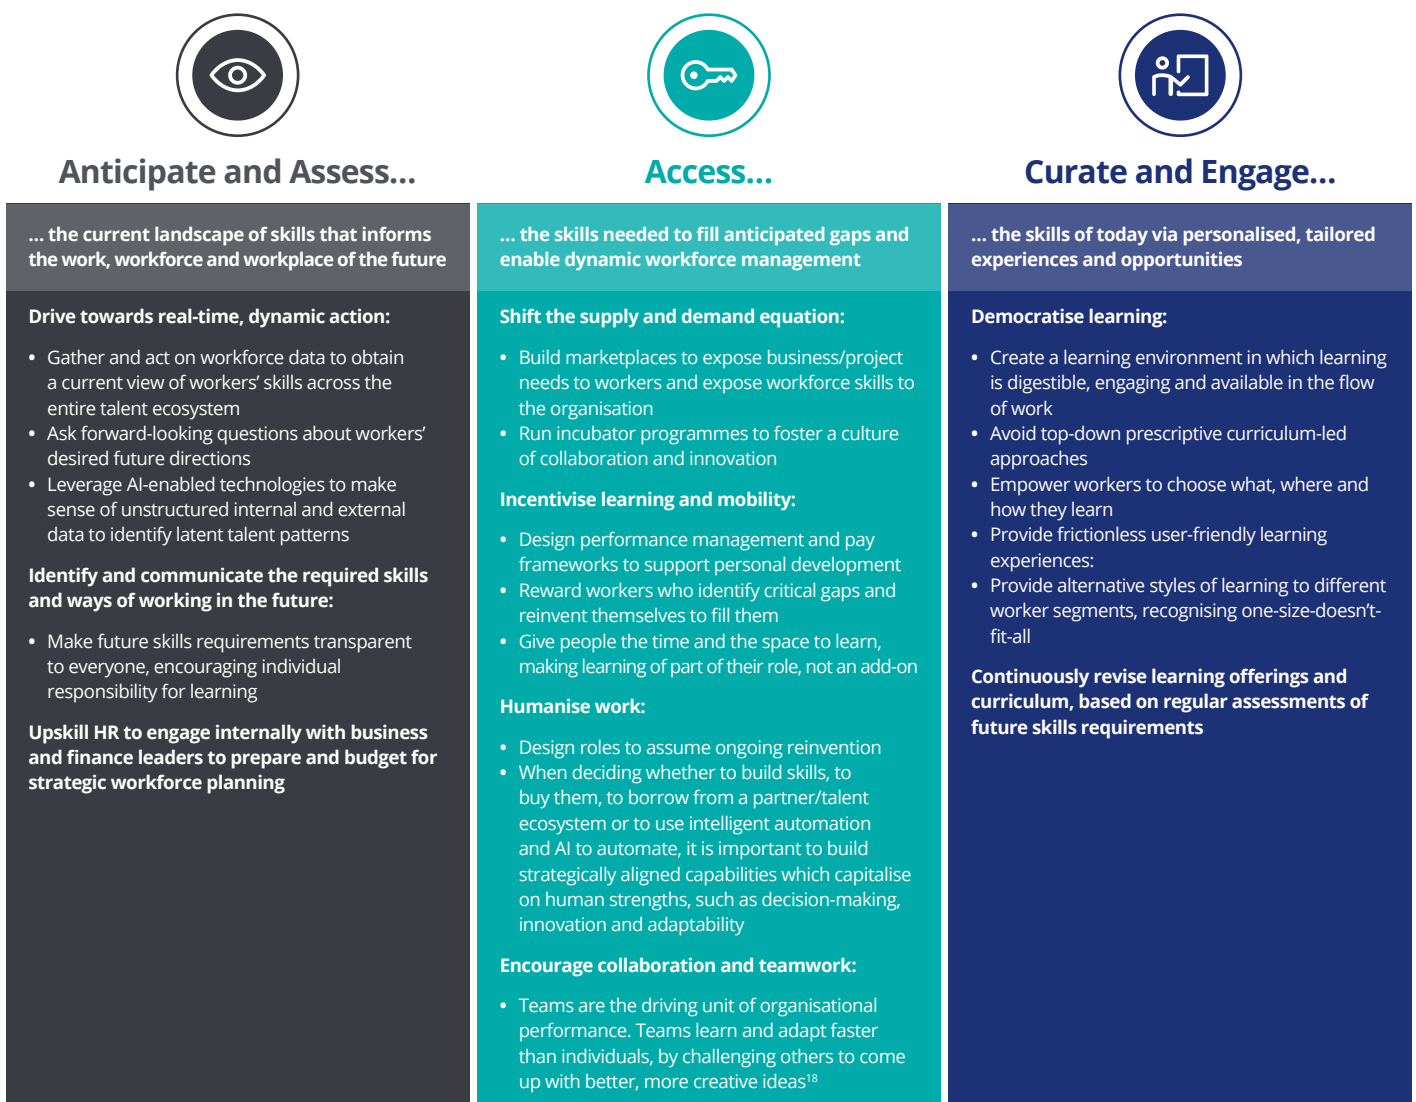 Anticipate and Assess...
... the current landscape of skills that informs
the work, workforce and workplace of the future
Drive towards real-time, dynamic action:
• Gather and act on workforce data to obtain
a current view of workers’ skills across the
entire talent ecosystem
• Ask forward-looking questions about workers’
desired future directions
• Leverage AI-enabled technologies to make
sense of unstructured internal and external
data to identify latent talent patterns
Identify and communicate the required skills
and ways of working in the future:
• Make future skills requirements transparent
to everyone, encouraging individual
responsibility for learning
Upskill HR to engage internally with business
and finance leaders to prepare and budget for
strategic workforce planning
Access...
... the skills needed to fill anticipated gaps and
enable dynamic workforce management
Shift the supply and demand equation:
• Build marketplaces to expose business/project
needs to workers and expose workforce skills to
the organisation
• Run incubator programmes to foster a culture
of collaboration and innovation
Incentivise learning and mobility:
• Design performance management and pay
frameworks to support personal development
• Reward workers who identify critical gaps and
reinvent themselves to fill them
• Give people the time and the space to learn,
making learning of part of their role, not an add-on
Humanise work:
• Design roles to assume ongoing reinvention
• When deciding whether to build skills, to
buy them, to borrow from a partner/talent
ecosystem or to use intelligent automation
and AI to automate, it is important to build
strategically aligned capabilities which capitalise
on human strengths, such as decision-making,
innovation and adaptability
Encourage collaboration and teamwork:
• Teams are the driving unit of organisational
performance. Teams learn and adapt faster
than individuals, by challenging others to come
up with better, more creative ideas¹⁸
Curate and Engage...
... the skills of today via personalised, tailored
experiences and opportunities
Democratise learning:
• Create a learning environment in which learning
is digestible, engaging and available in the flow
of work
• Avoid top-down prescriptive curriculum-led
approaches
• Empower workers to choose what, where and
how they learn
• Provide frictionless user-friendly learning
experiences:
• Provide alternative styles of learning to different
worker segments, recognising one-size-doesn’t-
fit-all
Continuously revise learning offerings and
curriculum, based on regular assessments of
future skills requirements